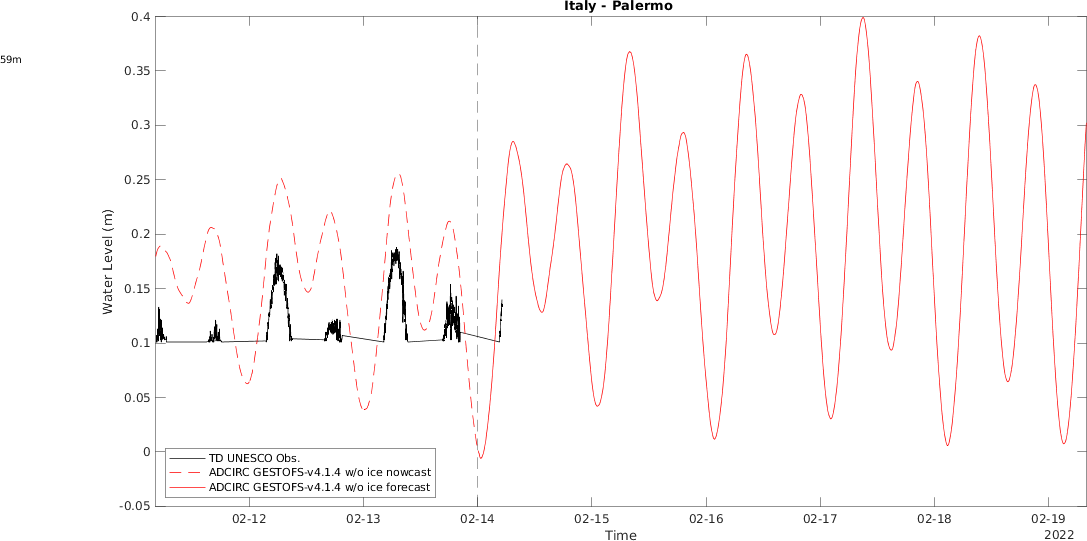 Italy - Palermo
59m
0.4
0.35
0.3
0.25
0.2
0.15
0.1
0.05
0
-0.05
Water Level (m)
TD UNESCO Obs.
ADCIRC GESTOFS-v4.1.4 w/o ice nowcast
ADCIRC GESTOFS-v4.1.4 w/o ice forecast
02-12 02-13 02-14 02-15 02-16 02-17 02-18 02-19
Time
2022